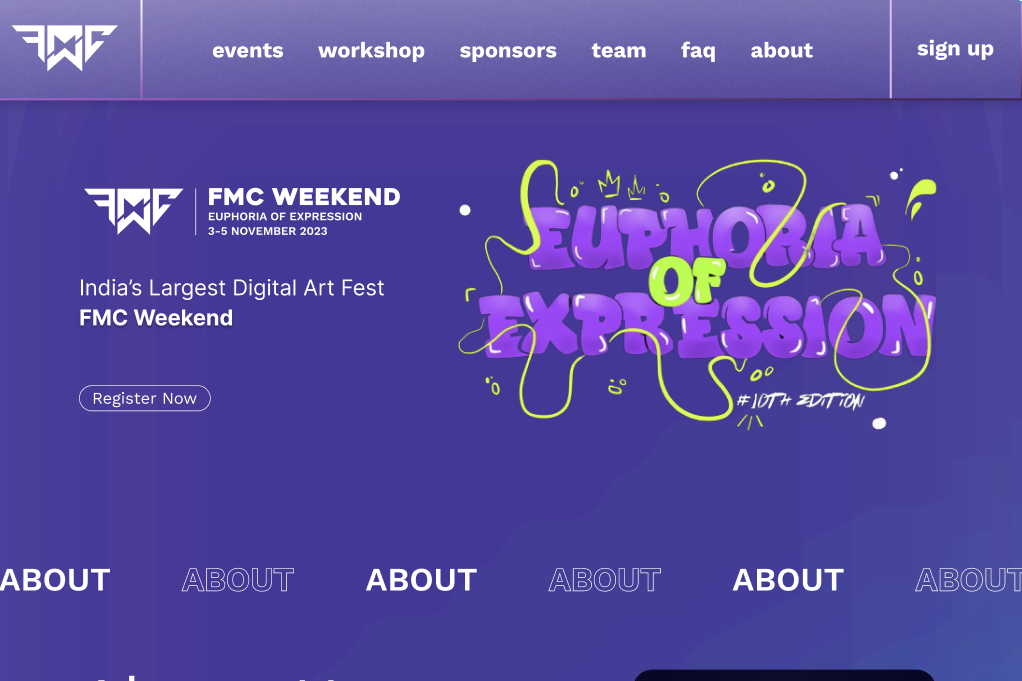 FMC
events workshop sponsors team faq about sign up
FMC
FMC WEEKEND
EUPHORIA OF EXPRESSION
3-5 NOVEMBER 2023
India's Largest Digital Art Fest
FMC Weekend
Register Now
EUPHORIA
OF
EXPRESSION
#10TH EDITION
ABOUT ABOUT ABOUT ABOUT ABOUT ABOUT